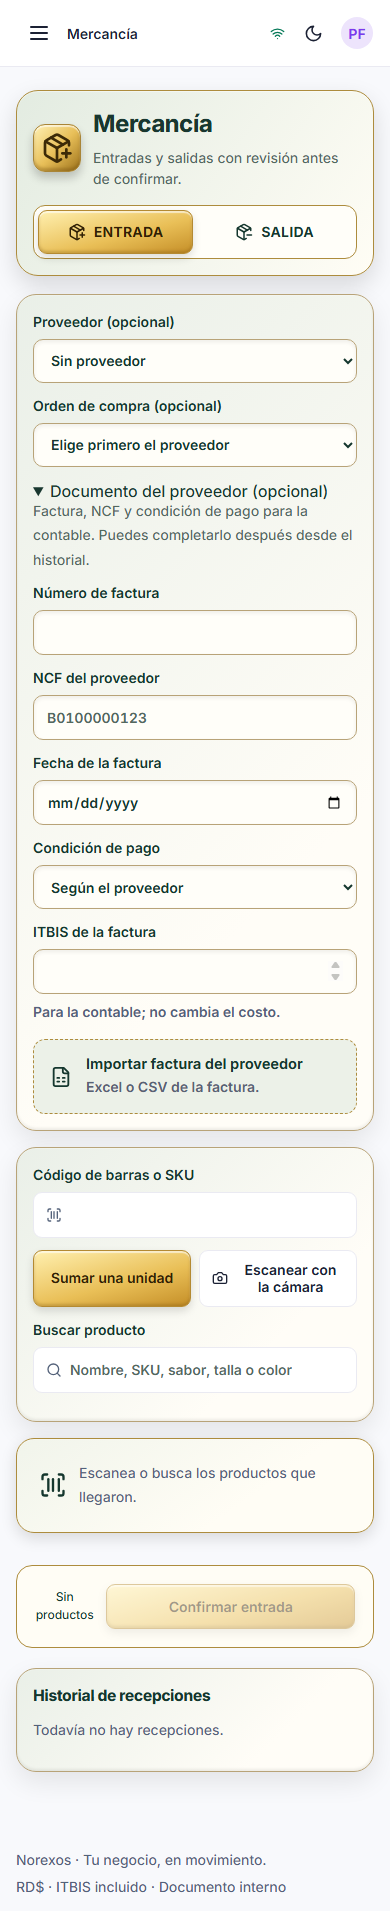 Mercancía
PF
Mercancía
Entradas y salidas con revisión antes
de confirmar.
ENTRADA
SALIDA
Proveedor (opcional)
Sin proveedor
Orden de compra (opcional)
Elige primero el proveedor
Documento del proveedor (opcional)
Factura, NCF y condición de pago para la
contable. Puedes completarlo después desde el
historial.
Número de factura
NCF del proveedor
B0100000123
Fecha de la factura
mm/dd/yyyy
Condición de pago
Según el proveedor
ITBIS de la factura
Para la contable; no cambia el costo.
Importar factura del proveedor
Excel o CSV de la factura.
Código de barras o SKU
Sumar una unidad
Escanear con
la cámara
Buscar producto
Nombre, SKU, sabor, talla o color
Escanea o busca los productos que
llegaron.
Sin
productos
Confirmar entrada
Historial de recepciones
Todavía no hay recepciones.
Norexos · Tu negocio, en movimiento.
RD$ · ITBIS incluido · Documento interno